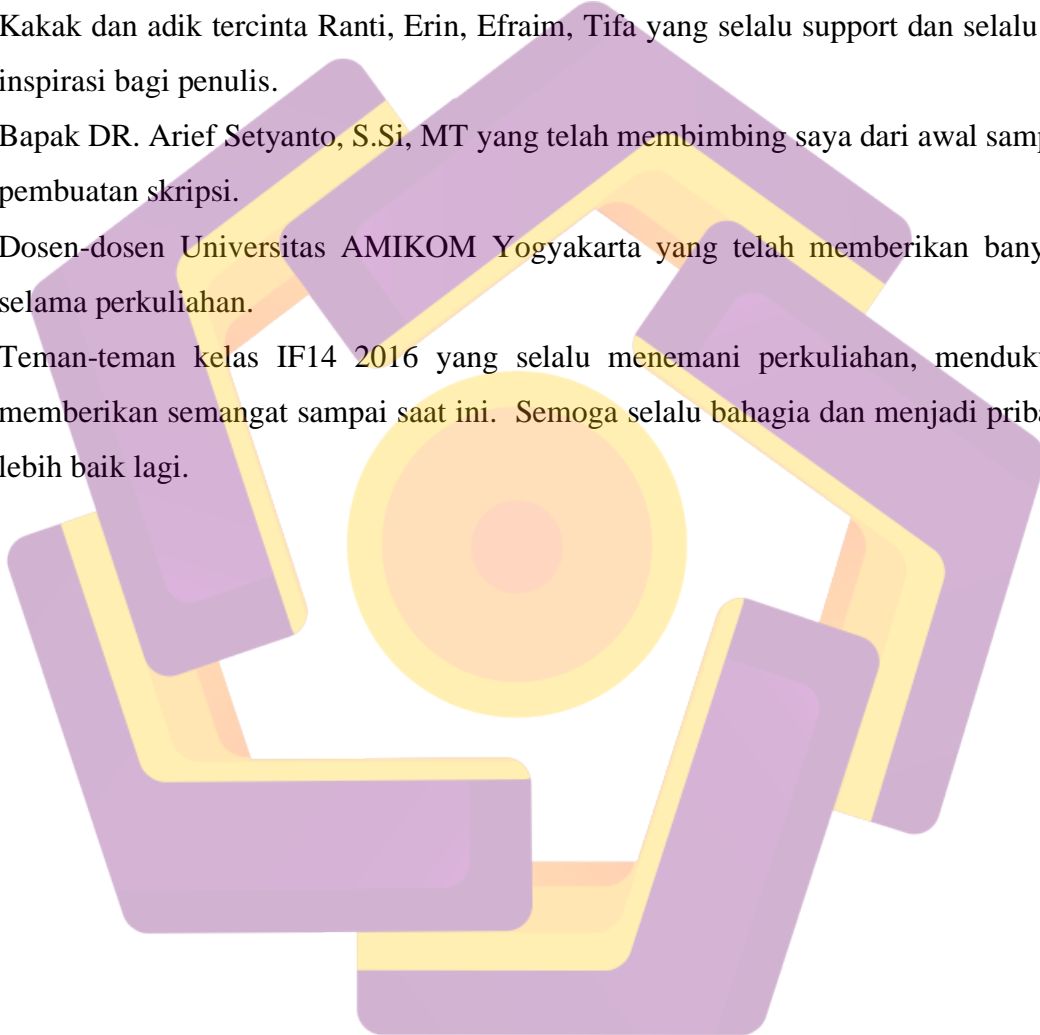 Kakak dan adik tercinta Ranti, Erin, Efraim, Tifa yang selalu support dan selalu
inspirasi bagi penulis.
Bapak DR. Arief Setyanto, S.Si, MT yang telah membimbing saya dari awal samp
pembuatan skripsi.
Dosen-dosen Universitas AMIKOM Yogyakarta yang telah memberikan bany
selama perkuliahan.
Teman-teman kelas IF14 2016 yang selalu menemani perkuliahan, menduku
memberikan semangat sampai saat ini. Semoga selalu bahagia dan menjadi priba
lebih baik lagi.